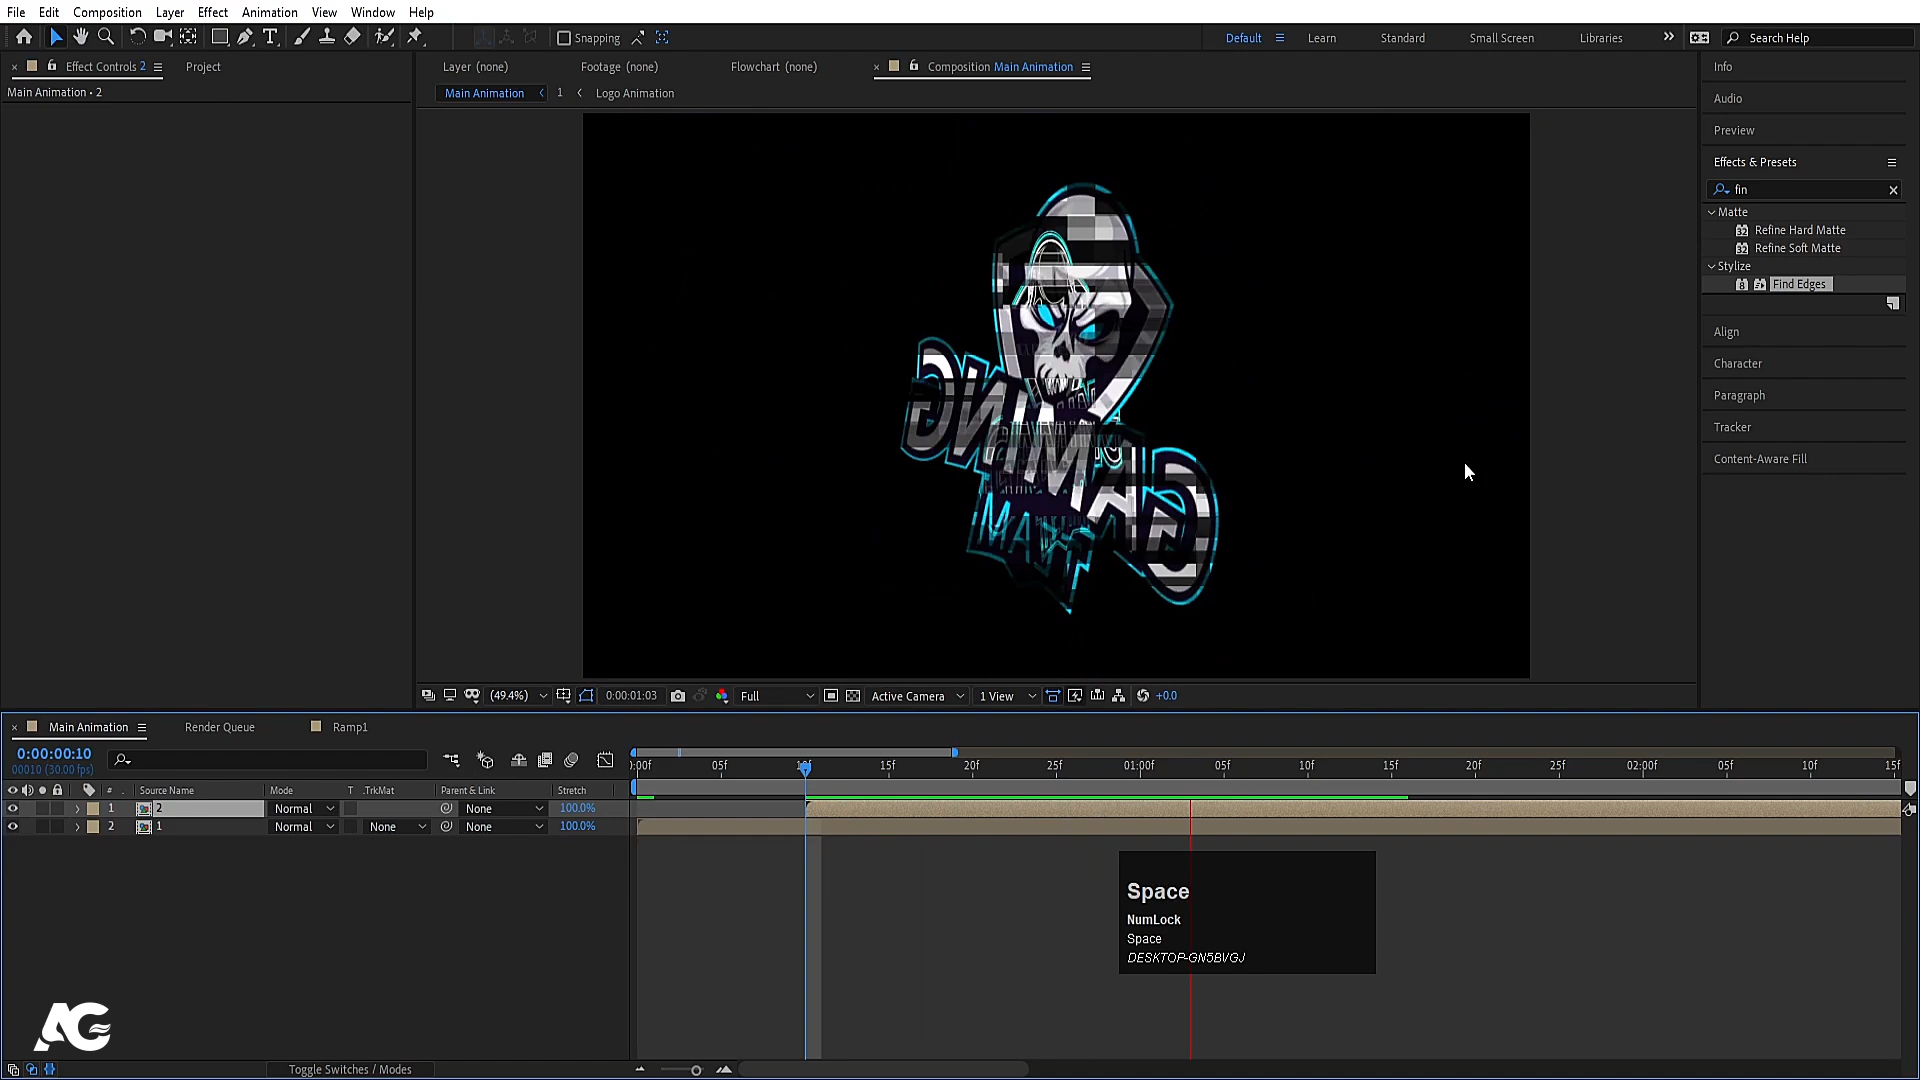 File Edit Composition Layer Effect Animation View Window Help
Snapping Default Learn Standard Small Screen Libraries Search Help
Effect Controls 2 Project
Layer (none) Footage (none) Flowchart (none) Composition Main Animation
Main Animation • 2
Main Animation 1 Logo Animation
Info
Audio
Preview
Effects & Presets
fin
Matte
Refine Hard Matte
Refine Soft Matte
Stylize
Find Edges
Align
Character
Paragraph
Tracker
Content-Aware Fill
(49.4%) 0:00:01:03 Full Active Camera 1 View +0.0
Main Animation Render Queue Ramp1
0:00:00:10
00010 (30.00 fps)
):00f 05f 10f 15f 20f 25f 01:00f 05f 10f 15f 20f 25f 02:00f 05f 10f 15f
# Source Name Mode T .TrkMat Parent & Link Stretch
1 2 Normal None 100.0%
2 1 Normal None None 100.0%
Space
NumLock
Space
DESKTOP-GN5BVGJ
AG
Toggle Switches / Modes